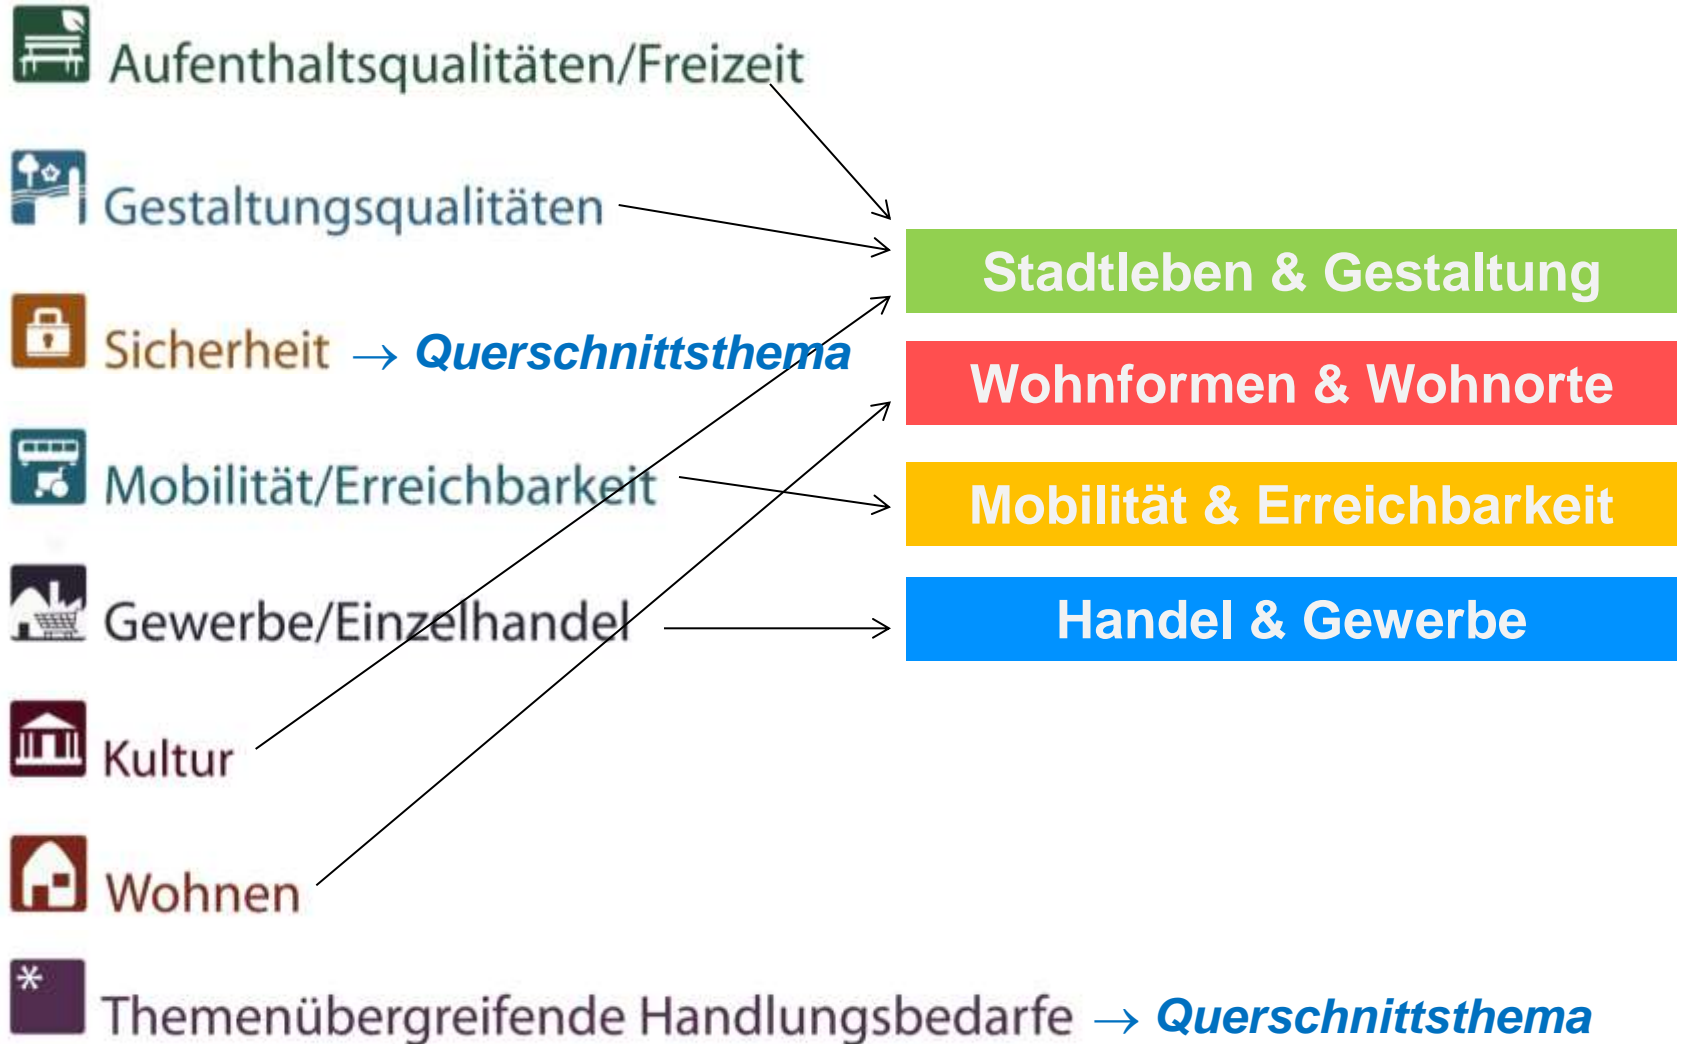 Aufenthaltsqualitäten/Freizeit
Gestaltungsqualitäten
Sicherheit → Querschnittsthema
Mobilität/Erreichbarkeit
Gewerbe/Einzelhandel
Kultur
Wohnen
* Themenübergreifende Handlungsbedarfe → Querschnittsthema
Stadtleben & Gestaltung
Wohnformen & Wohnorte
Mobilität & Erreichbarkeit
Handel & Gewerbe